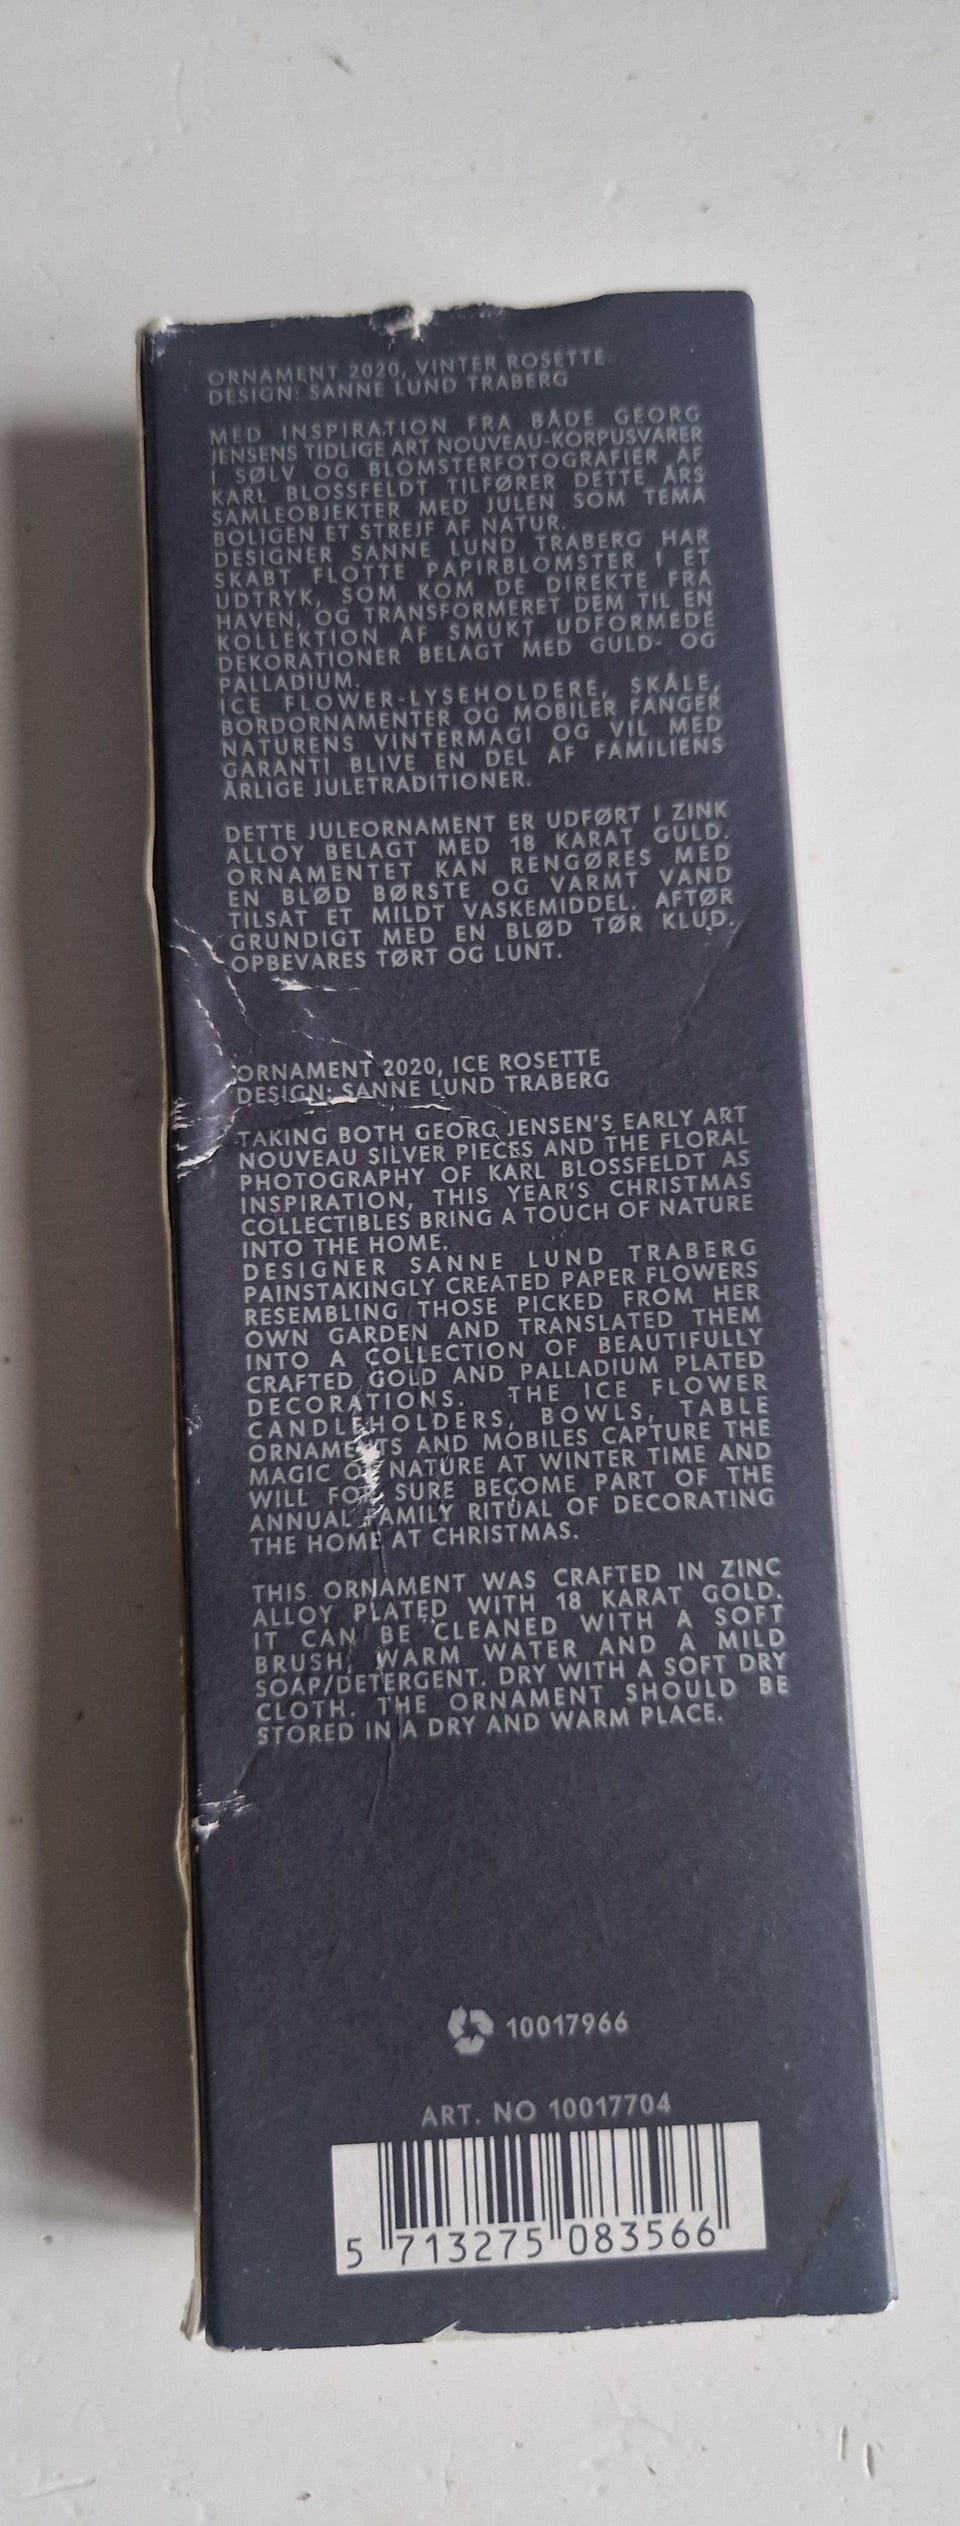 ORNAMENT 2020, VINTER ROSETTE
DESIGN: SANNE LUND TRABERG
MED INSPIRATION FRA BÅDE GEORG
JENSENS TIDLIGE ART NOUVEAU-KORPUSVARER
I SØLV OG BLOMSTERFOTOGRAFIER AF
KARL BLOSSFELDT TILFØRER DETTE ÅRS
SAMLEOBJEKTER MED JULEN SOM TEMA
BOLIGEN ET STREJF AF NATUR.
DESIGNER SANNE LUND TRABERG HAR
SKABT FLOTTE PAPIRBLOMSTER I ET
UDTRYK, SOM KOM DE DIREKTE FRA
HAVEN, OG TRANSFORMERET DEM TIL EN
KOLLEKTION AF SMUKT UDFORMEDE
DEKORATIONER BELAGT MED GULD- OG
PALLADIUM.
ICE FLOWER-LYSEHOLDERE, SKÅLE,
BORDORNAMENTER OG MOBILER FANGER
NATURENS VINTERMAGI OG VIL MED
GARANTI BLIVE EN DEL AF FAMILIENS
ÅRLIGE JULETRADITIONER.
DETTE JULEORNAMENT ER UDFØRT I ZINK
ALLOY BELAGT MED 18 KARAT GULD.
ORNAMENTET KAN RENGØRES MED
EN BLØD BØRSTE OG VARMT VAND
TILSAT ET MILDT VASKEMIDDEL. AFTØR
GRUNDIGT MED EN BLØD TØR KLUD.
OPBEVARES TØRT OG LUNT.
ORNAMENT 2020, ICE ROSETTE
DESIGN: SANNE LUND TRABERG
TAKING BOTH GEORG JENSEN'S EARLY ART
NOUVEAU SILVER PIECES AND THE FLORAL
PHOTOGRAPHY OF KARL BLOSSFELDT AS
INSPIRATION, THIS YEAR'S CHRISTMAS
COLLECTIBLES BRING A TOUCH OF NATURE
INTO THE HOME.
DESIGNER SANNE LUND TRABERG
PAINSTAKINGLY CREATED PAPER FLOWERS
RESEMBLING THOSE PICKED FROM HER
OWN GARDEN AND TRANSLATED THEM
INTO A COLLECTION OF BEAUTIFULLY
CRAFTED GOLD AND PALLADIUM PLATED
DECORATIONS. THE ICE FLOWER
CANDLEHOLDERS, BOWLS, TABLE
ORNAMENTS AND MOBILES CAPTURE THE
MAGIC OF NATURE AT WINTER TIME AND
WILL FOR SURE BECOME PART OF THE
ANNUAL FAMILY RITUAL OF DECORATING
THE HOME AT CHRISTMAS.
THIS ORNAMENT WAS CRAFTED IN ZINC
ALLOY PLATED WITH 18 KARAT GOLD.
IT CAN BE CLEANED WITH A SOFT
BRUSH, WARM WATER AND A MILD
SOAP/DETERGENT. DRY WITH A SOFT DRY
CLOTH. THE ORNAMENT SHOULD BE
STORED IN A DRY AND WARM PLACE.
10017966
ART. NO 10017704
5 713275 083566